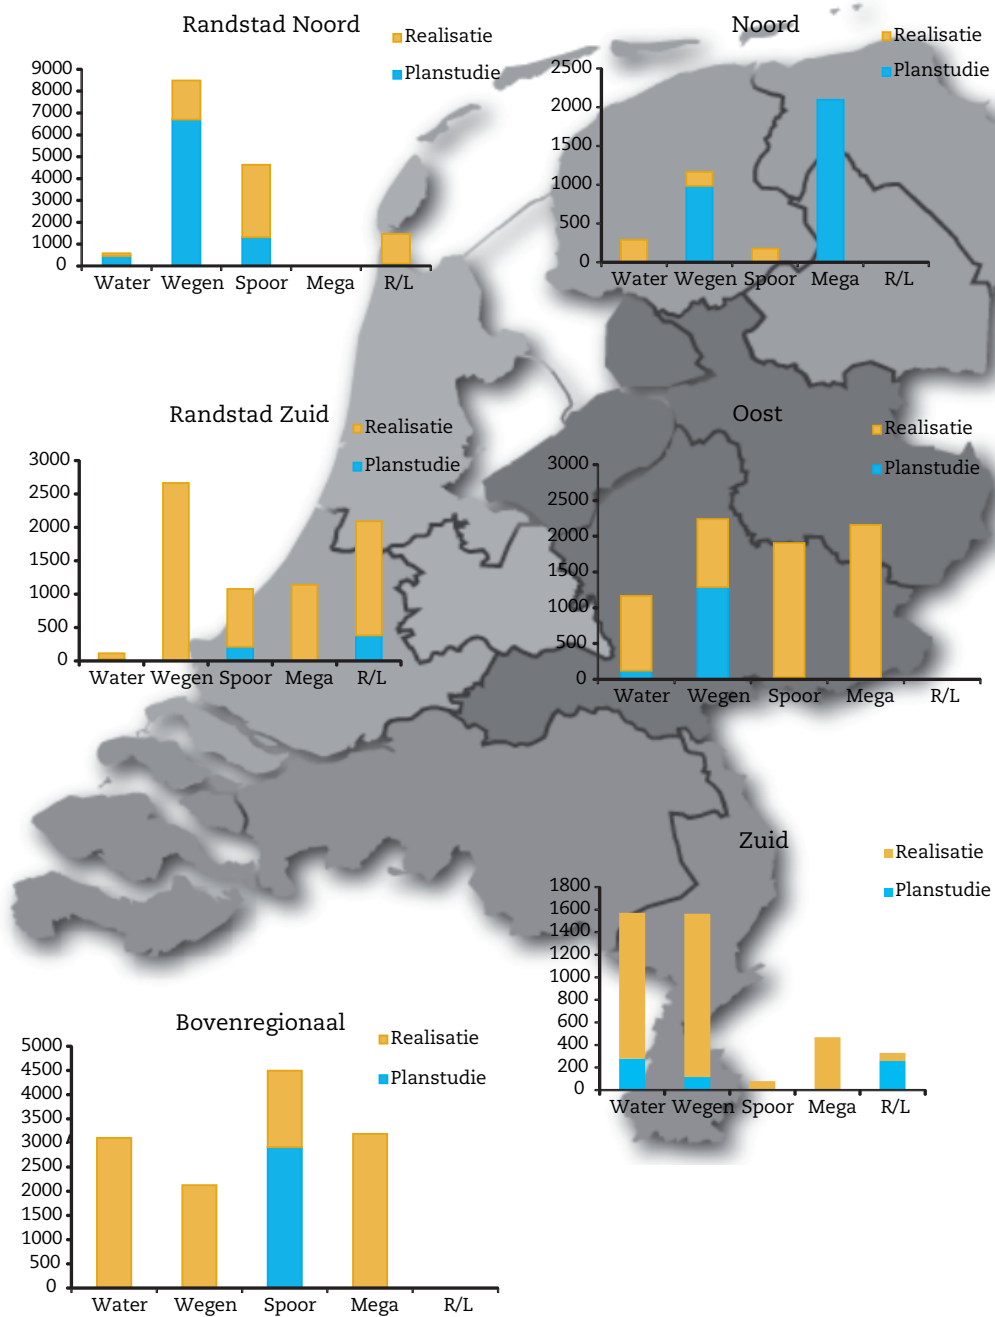 Randstad Noord
Realisatie
Planstudie
9000
8000
7000
6000
5000
4000
3000
2000
1000
0
Water Wegen Spoor Mega R/L
Noord
Realisatie
Planstudie
2500
2000
1500
1000
500
0
Water Wegen Spoor Mega R/L
Randstad Zuid
Realisatie
Planstudie
3000
2500
2000
1500
1000
500
0
Water Wegen Spoor Mega R/L
Oost
Realisatie
Planstudie
3000
2500
2000
1500
1000
500
0
Water Wegen Spoor Mega R/L
Zuid
Realisatie
Planstudie
1800
1600
1400
1200
1000
800
600
400
200
0
Water Wegen Spoor Mega R/L
Bovenregionaal
Realisatie
Planstudie
5000
4500
4000
3500
3000
2500
2000
1500
1000
500
0
Water Wegen Spoor Mega R/L